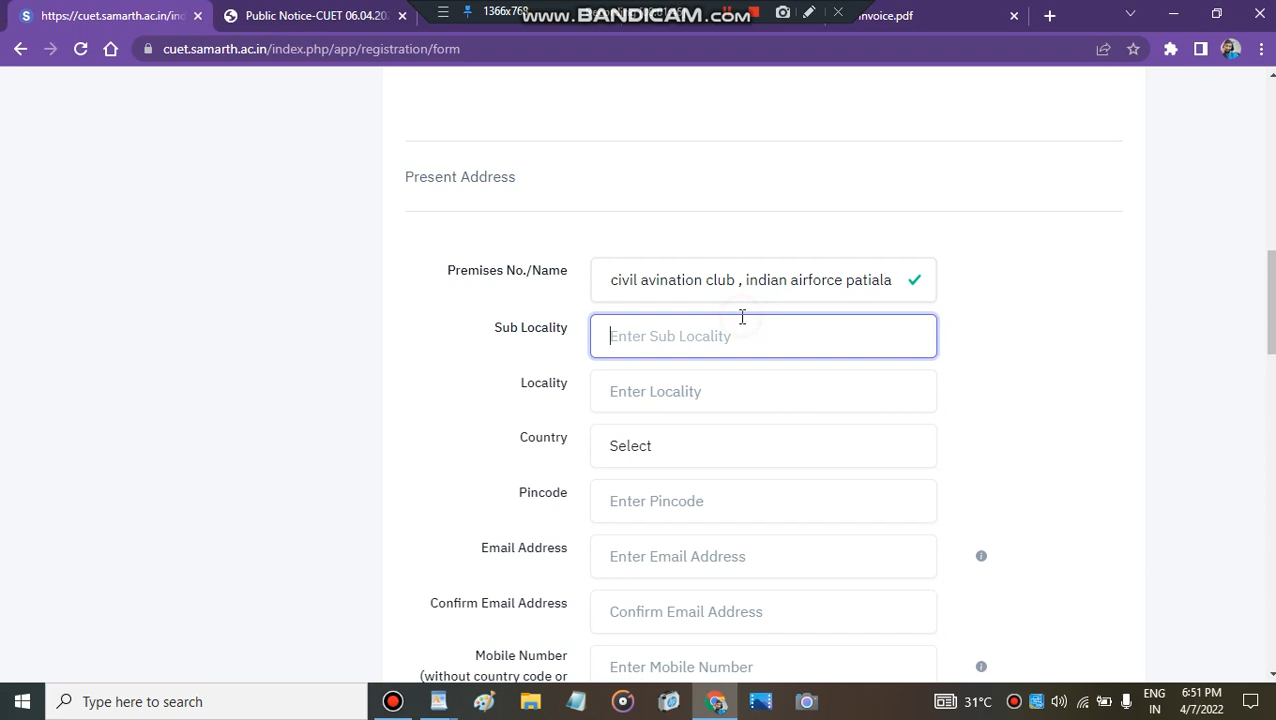 https://cuet.samarth.ac.in/ind
Public Notice-CUET 06.04.202
1366x768
www.BANDICAM.com
invoice.pdf
cuet.samarth.ac.in/index.php/app/registration/form
Present Address
Premises No./Name
civil avination club , indian airforce patiala
Sub Locality
Enter Sub Locality
Locality
Enter Locality
Country
Select
Pincode
Enter Pincode
Email Address
Enter Email Address
Confirm Email Address
Confirm Email Address
Mobile Number
(without country code or
Enter Mobile Number
Type here to search
31°C
ENG
IN
6:51 PM
4/7/2022